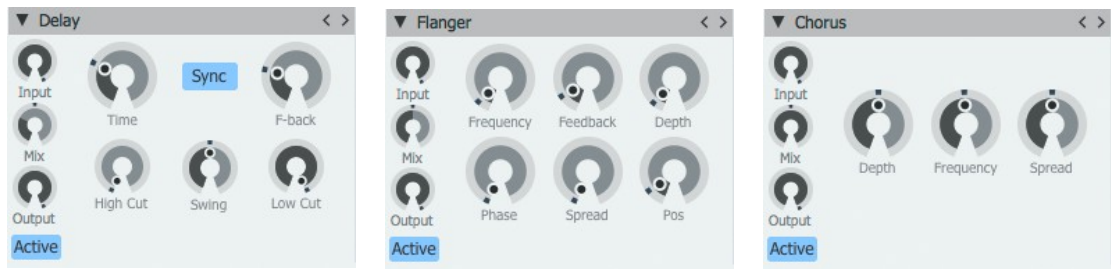 Delay
Input
Time
Sync
F-back
Mix
High Cut
Swing
Low Cut
Output
Active
Flanger
Input
Frequency
Feedback
Depth
Mix
Phase
Spread
Pos
Output
Active
Chorus
Input
Mix
Depth
Frequency
Spread
Output
Active